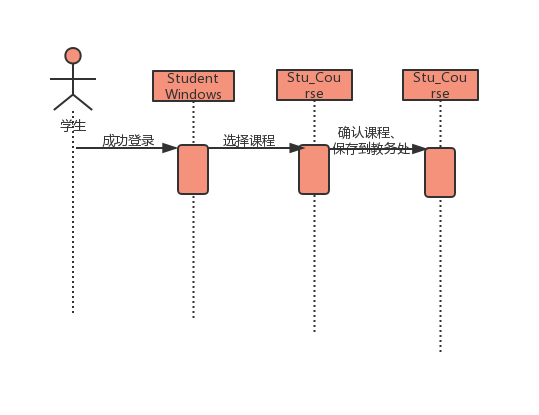 Student
Windows
Stu_Cou
rse
Stu_Cou
rse
学生
成功登录
选择课程
确认课程、
保存到教务处